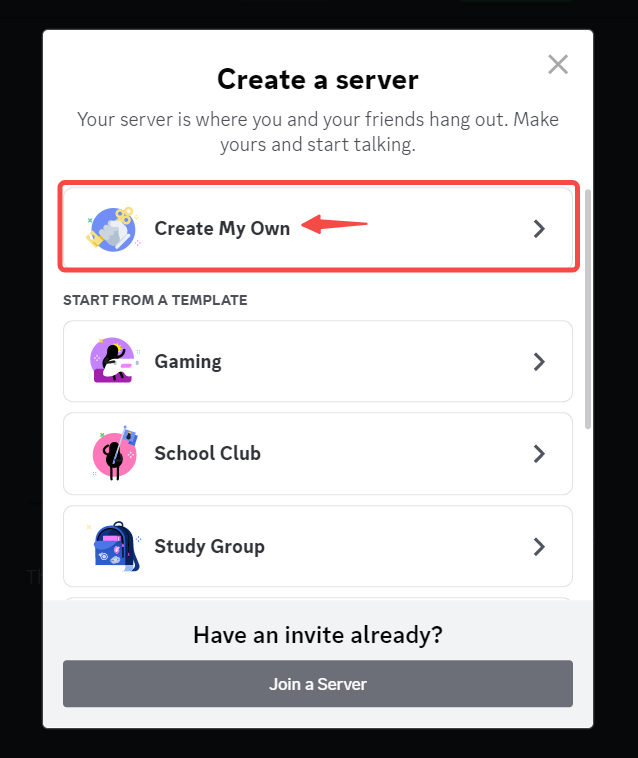 Create a server
Your server is where you and your friends hang out. Make
yours and start talking.
Create My Own
START FROM A TEMPLATE
Gaming
School Club
Study Group
Have an invite already?
Join a Server